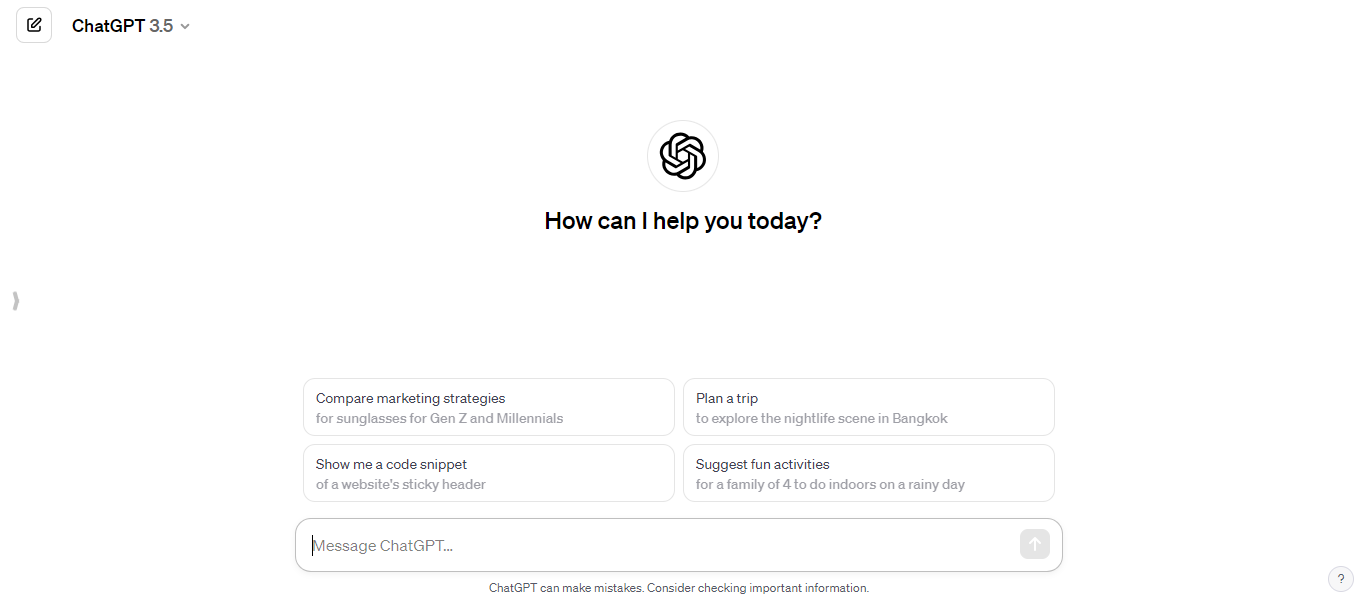 ChatGPT 3.5
How can I help you today?
Compare marketing strategies
for sunglasses for Gen Z and Millennials
Plan a trip
to explore the nightlife scene in Bangkok
Show me a code snippet
of a website's sticky header
Suggest fun activities
for a family of 4 to do indoors on a rainy day
Message ChatGPT...
ChatGPT can make mistakes. Consider checking important information.
?